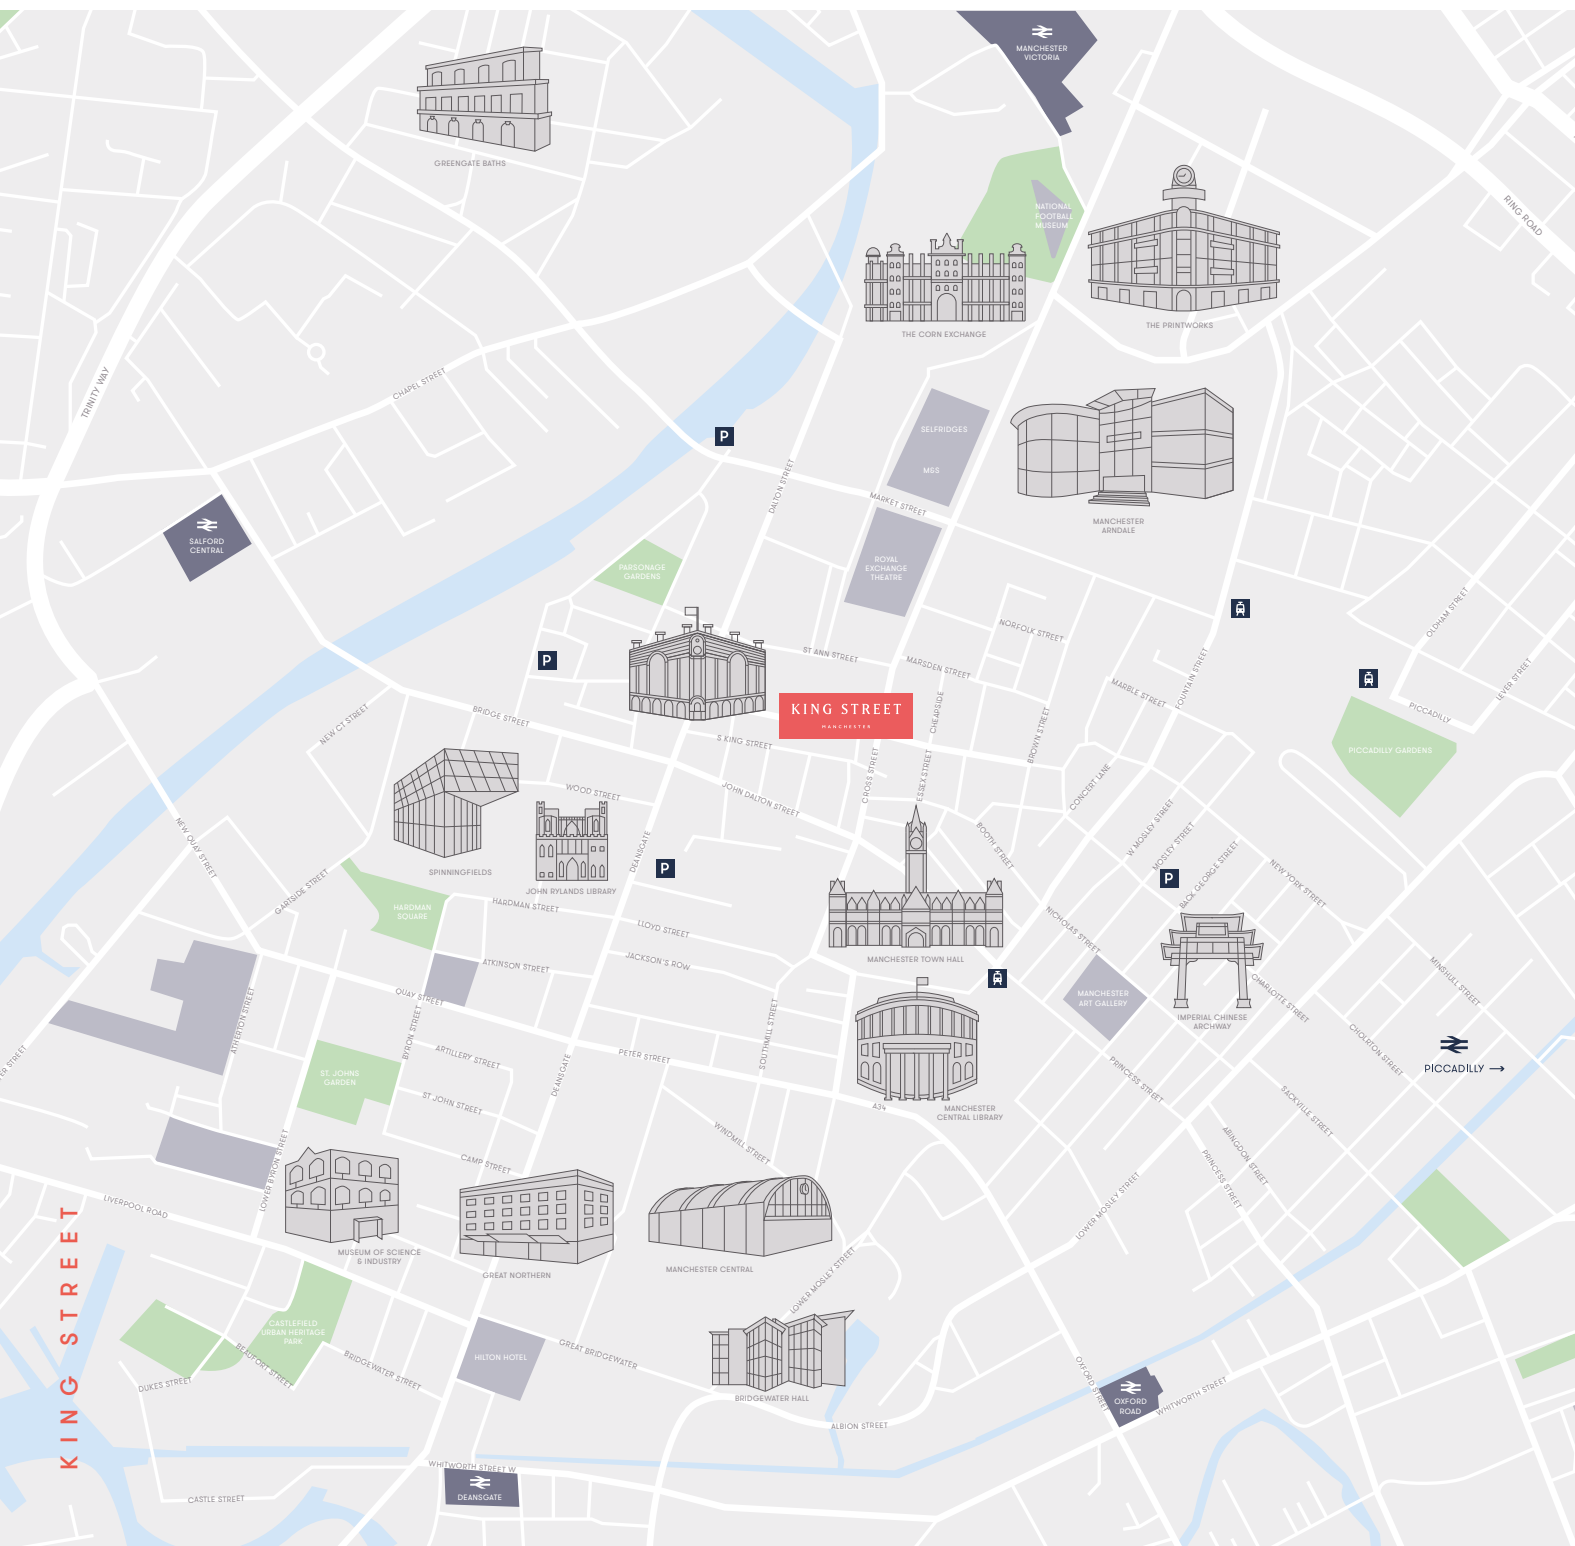 MANCHESTER
VICTORIA
GREENGATE BATHS
NATIONAL
FOOTBALL
MUSEUM
RING ROAD
THE CORN EXCHANGE
THE PRINTWORKS
TRINITY WAY
CHAPEL STREET
SELFRIDGES
M&S
P
DALTON STREET
MARKET STREET
MANCHESTER
ARNDALE
SALFORD
CENTRAL
PARSONAGE
GARDENS
ROYAL
EXCHANGE
THEATRE
NORFOLK STREET
OLDHAM STREET
P
ST ANN STREET
MARSDEN STREET
MARBLE STREET
FOUNTAIN STREET
LEVER STREET
PICCADILLY
NEW CT STREET
BRIDGE STREET
KING STREET
MANCHESTER
CHEAPSIDE
BROWN STREET
S KING STREET
PICCADILLY GARDENS
CROSS STREET
ESSEX STREET
CONCERT LANE
WOOD STREET
JOHN DALTON STREET
NEW QUAY STREET
DEANSGATE
BOOTH STREET
W MOSLEY STREET
MOSLEY STREET
BACK GEORGE STREET
NEW YORK STREET
P
P
SPINNINGFIELDS
JOHN RYLANDS LIBRARY
GARTSIDE STREET
HARDMAN
SQUARE
HARDMAN STREET
LLOYD STREET
NICHOLAS STREET
MANCHESTER TOWN HALL
JACKSON'S ROW
ATKINSON STREET
QUAY STREET
MINSHULL STREET
MANCHESTER
ART GALLERY
CHARLOTTE STREET
IMPERIAL CHINESE
ARCHWAY
ATHERTON STREET
BYRON STREET
SOUTHMILL STREET
CHORLTON STREET
ARTILLERY STREET
PETER STREET
DEANSGATE
PICCADILLY →
ST. JOHNS
GARDEN
PRINCESS STREET
ST JOHN STREET
A34
MANCHESTER
CENTRAL LIBRARY
SACKVILLE STREET
WINDMILL STREET
ABINGDON STREET
PRINCESS STREET
CAMP STREET
LOWER BYRON STREET
LIVERPOOL ROAD
LOWER MOSLEY STREET
MUSEUM OF SCIENCE
& INDUSTRY
GREAT NORTHERN
MANCHESTER CENTRAL
LOWER MOSLEY STREET
KING STREET
CASTLEFIELD
URBAN HERITAGE
PARK
BEAUFORT STREET
BRIDGEWATER STREET
DUKES STREET
HILTON HOTEL
GREAT BRIDGEWATER
BRIDGEWATER HALL
ALBION STREET
OXFORD STREET
OXFORD
ROAD
WHITWORTH STREET
WHITWORTH STREET W
DEANSGATE
CASTLE STREET